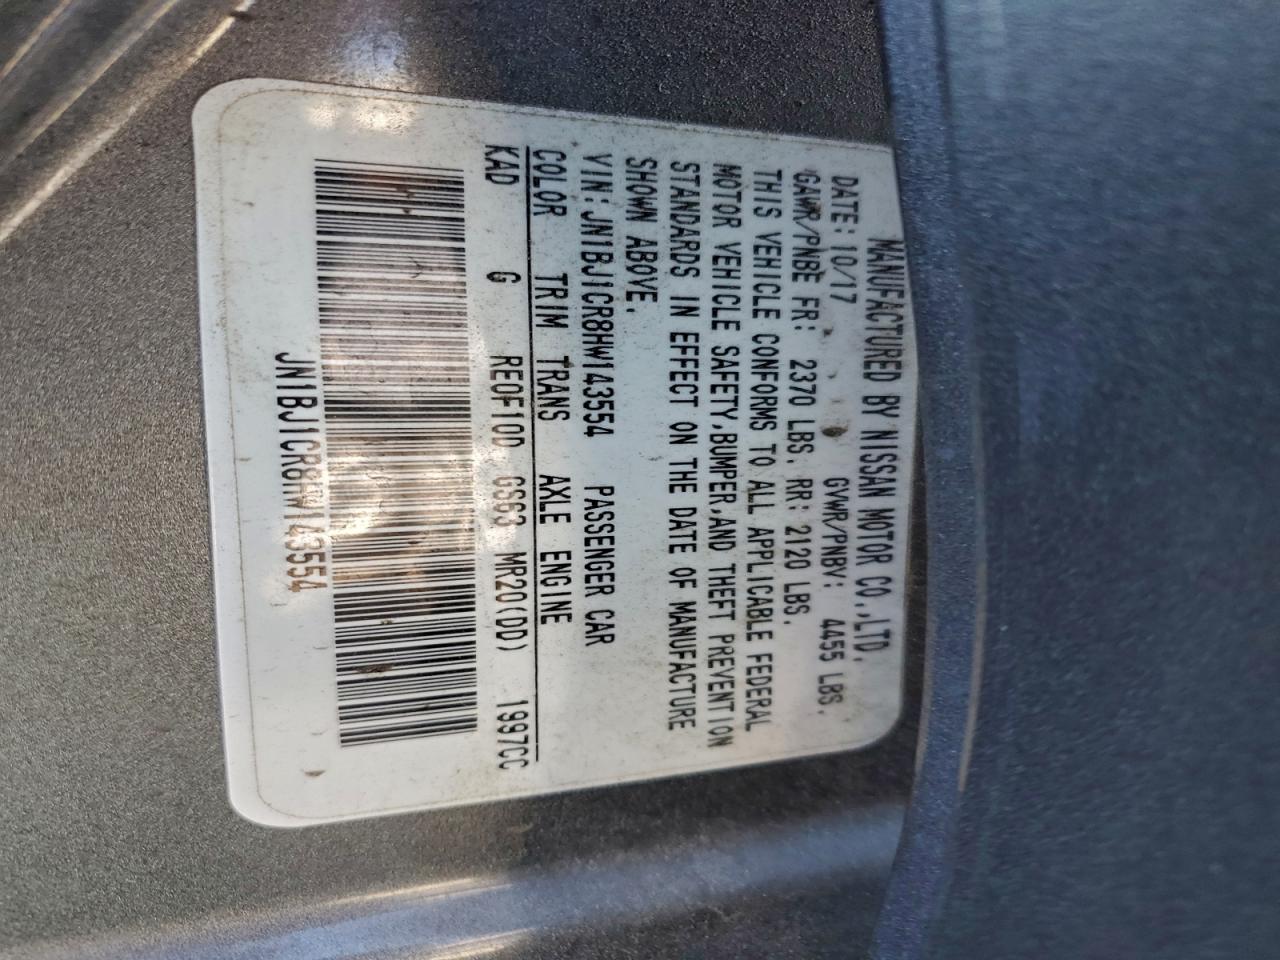 MANUFACTURED BY NISSAN MOTOR CO.,LTD.
DATE: 10/17 GVWR/PNBV: 4455 LBS.
GAWR/PNBE FR: 2370 LBS. RR: 2120 LBS.
THIS VEHICLE CONFORMS TO ALL APPLICABLE FEDERAL
MOTOR VEHICLE SAFETY,BUMPER,AND THEFT PREVENTION
STANDARDS IN EFFECT ON THE DATE OF MANUFACTURE
SHOWN ABOVE.
VIN: JN1BJ1CR8HW143554 PASSENGER CAR
COLOR TRIM TRANS AXLE ENGINE
KAD G RE0F10D GS63 MR20(DD) 1997CC
JN1BJ1CR8HW143554